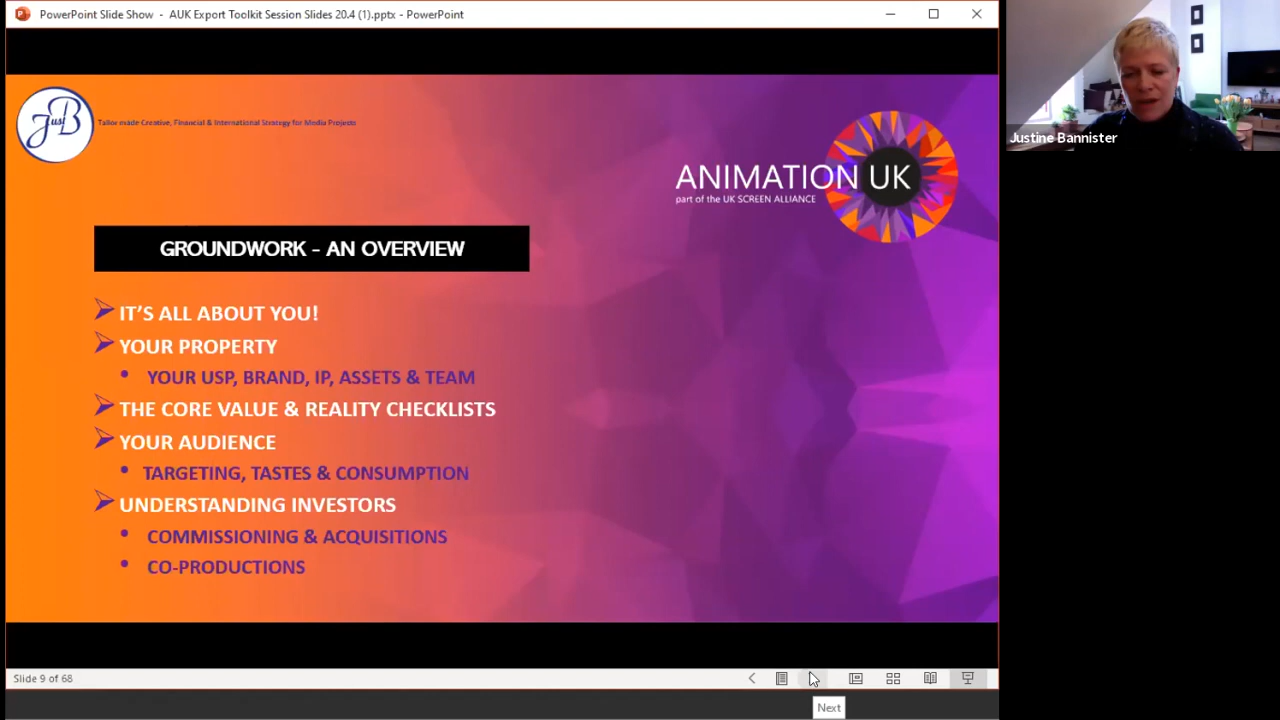 PowerPoint Slide Show - AUK Export Toolkit Session Slides 20.4 (1).pptx - PowerPoint
Justine Bannister
Just B
Tailor made Creative, Financial & International Strategy for Media Projects
ANIMATION UK
part of the UK SCREEN ALLIANCE
GROUNDWORK - AN OVERVIEW
IT'S ALL ABOUT YOU!
YOUR PROPERTY
• YOUR USP, BRAND, IP, ASSETS & TEAM
THE CORE VALUE & REALITY CHECKLISTS
YOUR AUDIENCE
• TARGETING, TASTES & CONSUMPTION
UNDERSTANDING INVESTORS
• COMMISSIONING & ACQUISITIONS
• CO-PRODUCTIONS
Slide 9 of 68
Next